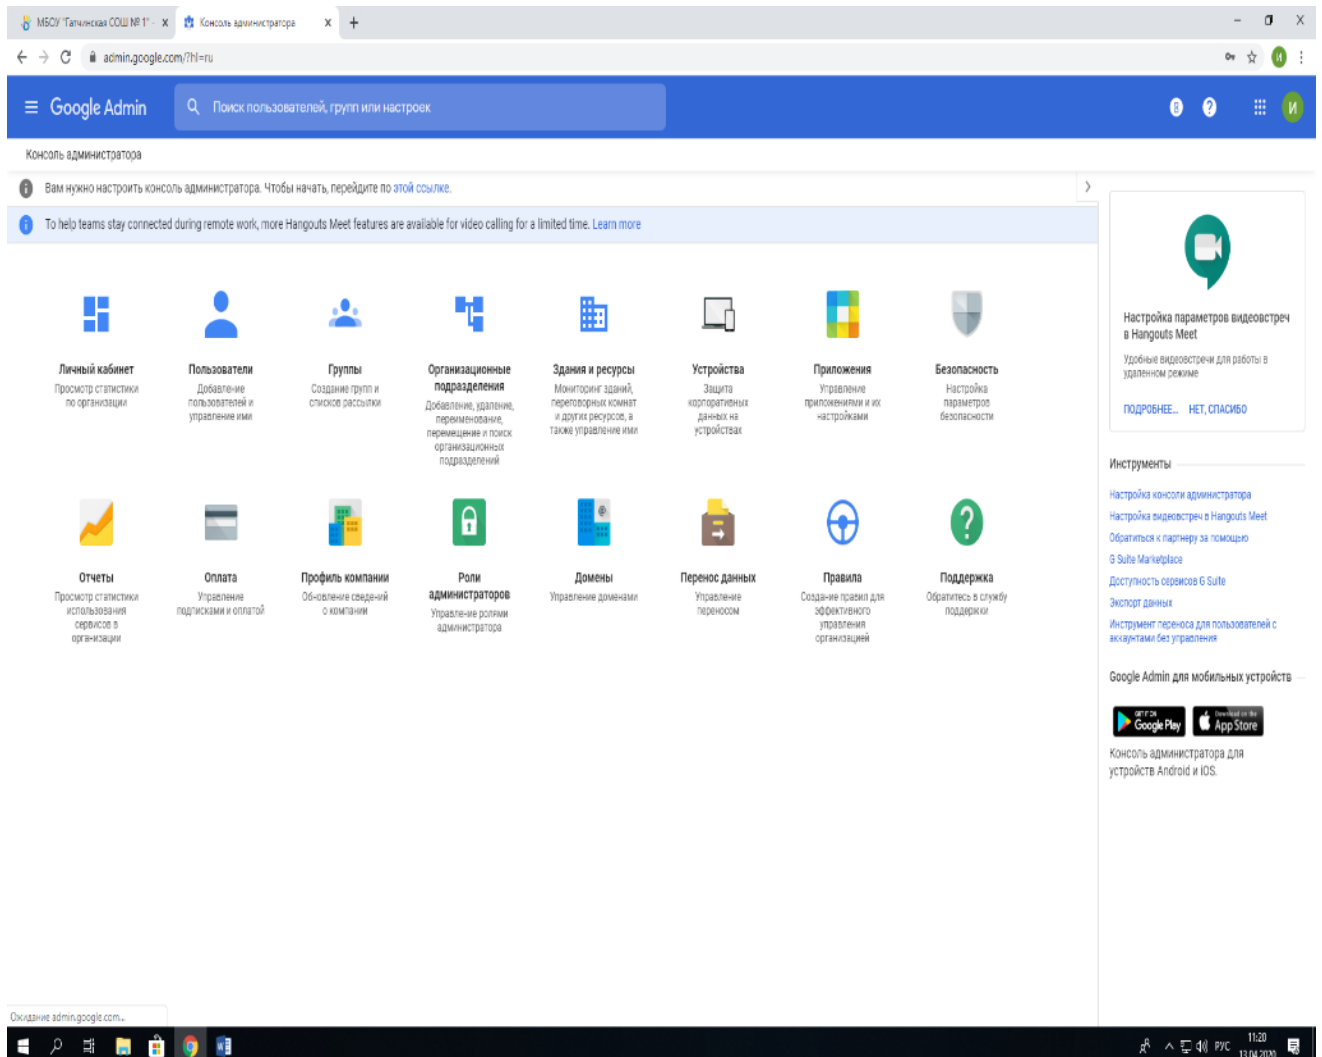 МБОУ "Гатчинская СОШ № 1" -
Консоль администратора
admin.google.com/?hl=ru
И
Google Admin
Поиск пользователей, групп или настроек
И
Консоль администратора
Вам нужно настроить консоль администратора. Чтобы начать, перейдите по этой ссылке.
To help teams stay connected during remote work, more Hangouts Meet features are available for video calling for a limited time. Learn more
Личный кабинет
Просмотр статистики
по организации
Пользователи
Добавление
пользователей и
управление ими
Группы
Создание групп и
списков рассылки
Организационные
подразделения
Добавление, удаление,
переименование,
перемещение и поиск
организационных
подразделений
Здания и ресурсы
Мониторинг зданий,
переговорных комнат
и других ресурсов, а
также управление ими
Устройства
Защита
корпоративных
данных на
устройствах
Приложения
Управление
приложениями и их
настройками
Безопасность
Настройка
параметров
безопасности
Отчеты
Просмотр статистики
использования
сервисов в
организации
Оплата
Управление
подписками и оплатой
Профиль компании
Обновление сведений
о компании
Роли
администраторов
Управление ролями
администратора
Домены
Управление доменами
Перенос данных
Управление
переносом
Правила
Создание правил для
эффективного
управления
организацией
Поддержка
Обратитесь в службу
поддержки
Настройка параметров видеовстреч
в Hangouts Meet
Удобные видеовстречи для работы в
удаленном режиме
ПОДРОБНЕЕ... НЕТ, СПАСИБО
Инструменты
Настройка консоли администратора
Настройка видеовстреч в Hangouts Meet
Обратиться к партнеру за помощью
G Suite Marketplace
Доступность сервисов G Suite
Экспорт данных
Инструмент переноса для пользователей с
аккаунтами без управления
Google Admin для мобильных устройств
GET IT ON
Google Play
Download on the
App Store
Консоль администратора для
устройств Android и iOS.
Ожидание admin.google.com...
РУС
11:20
13.04.2020